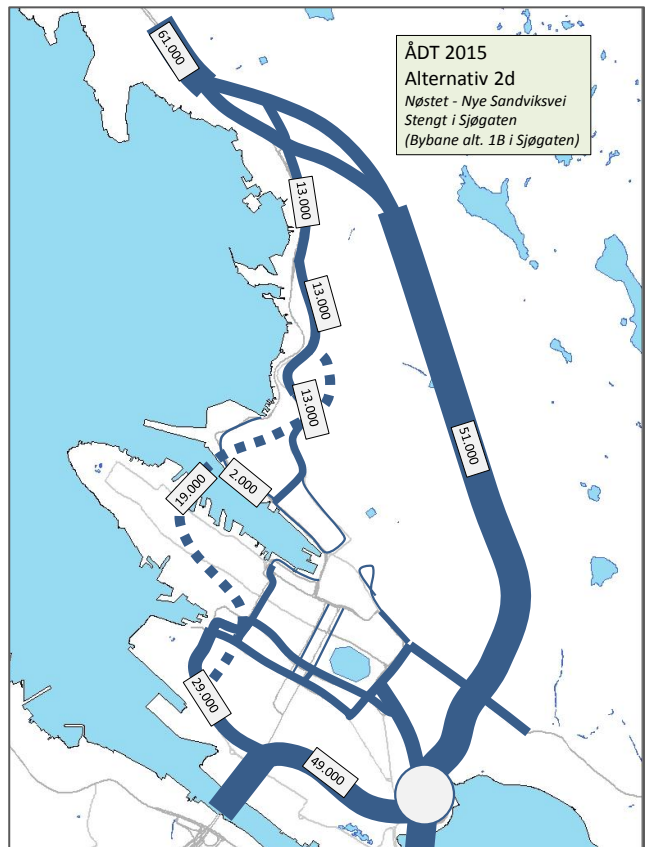 ÅDT 2015
Alternativ 2d
Nøstet - Nye Sandviksvei
Stengt i Sjøgaten
(Bybane alt. 1B i Sjøgaten)
61.000
13.000
13.000
13.000
51.000
2.000
19.000
29.000
49.000